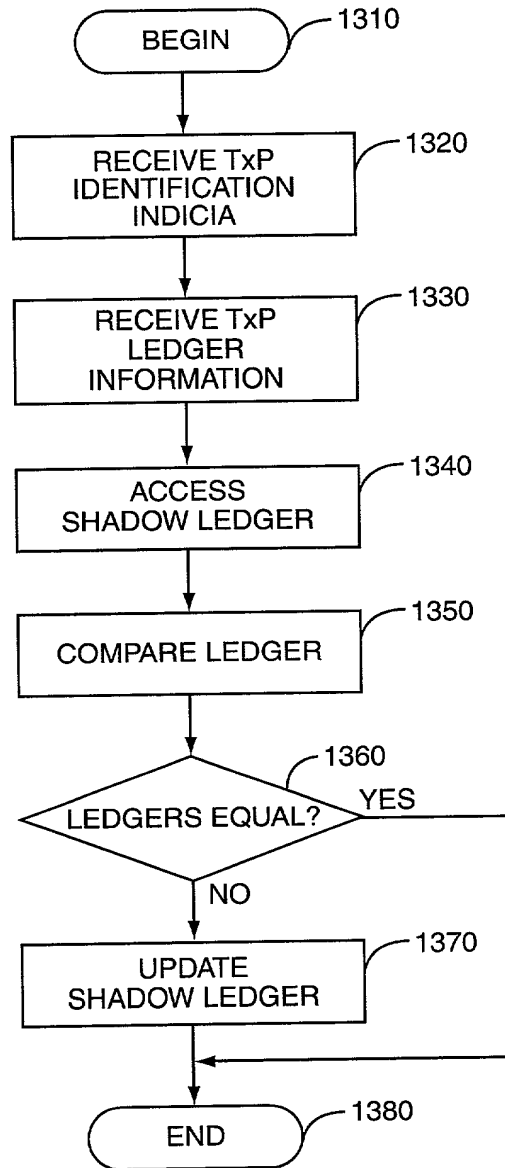 BEGIN
1310
RECEIVE TxP
IDENTIFICATION
INDICIA
1320
RECEIVE TxP
LEDGER
INFORMATION
1330
ACCESS
SHADOW LEDGER
1340
COMPARE LEDGER
1350
LEDGERS EQUAL?
1360
YES
NO
UPDATE
SHADOW LEDGER
1370
END
1380